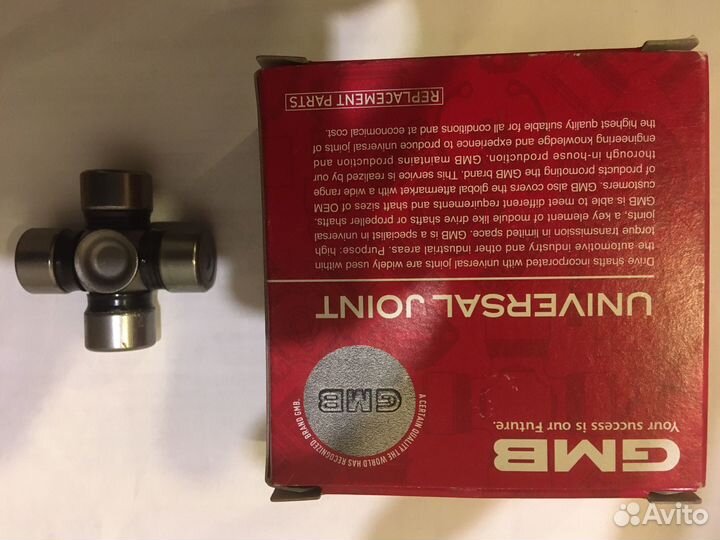 GMB
Your success is our Future.
GMB
A CERTAIN QUALITY THE WORLD HAS RECOGNIZED, BRAND GMB.
UNIVERSAL JOINT
Drive shafts incorporated with universal joints are widely used within
the automotive industry and other industrial areas. Purpose: high
torque transmission in limited space. GMB is a specialist in universal
joints, a key element of module like drive shafts or propeller shafts.
GMB is able to meet to different requirements and shaft sizes of OEM
customers. GMB also covers the global aftermarket with a wide range
of products promoting the GMB brand. This service is realized by our
thorough in-house-production. GMB maintains production and
engineering knowledge and experience to produce universal joints of
the highest quality suitable for all conditions and at economical cost.
REPLACEMENT PARTS
Avito